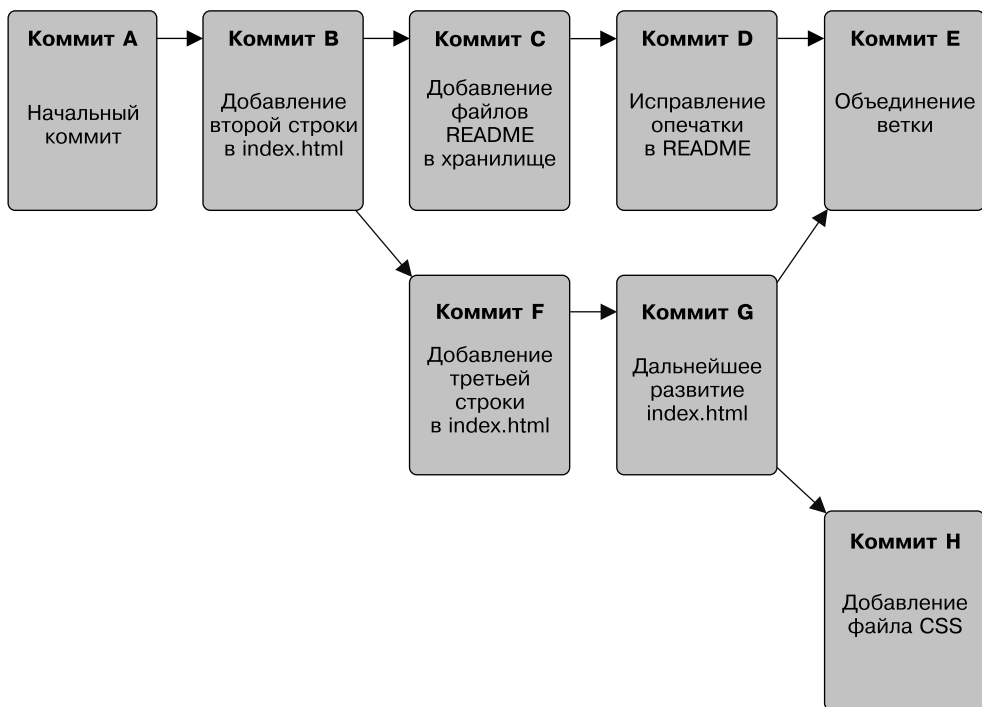 Коммит A
Начальный
коммит
Коммит B
Добавление
второй строки
в index.html
Коммит C
Добавление
файлов
README
в хранилище
Коммит D
Исправление
опечатки
в README
Коммит E
Объединение
ветки
Коммит F
Добавление
третьей
строки
в index.html
Коммит G
Дальнейшее
развитие
index.html
Коммит H
Добавление
файла CSS